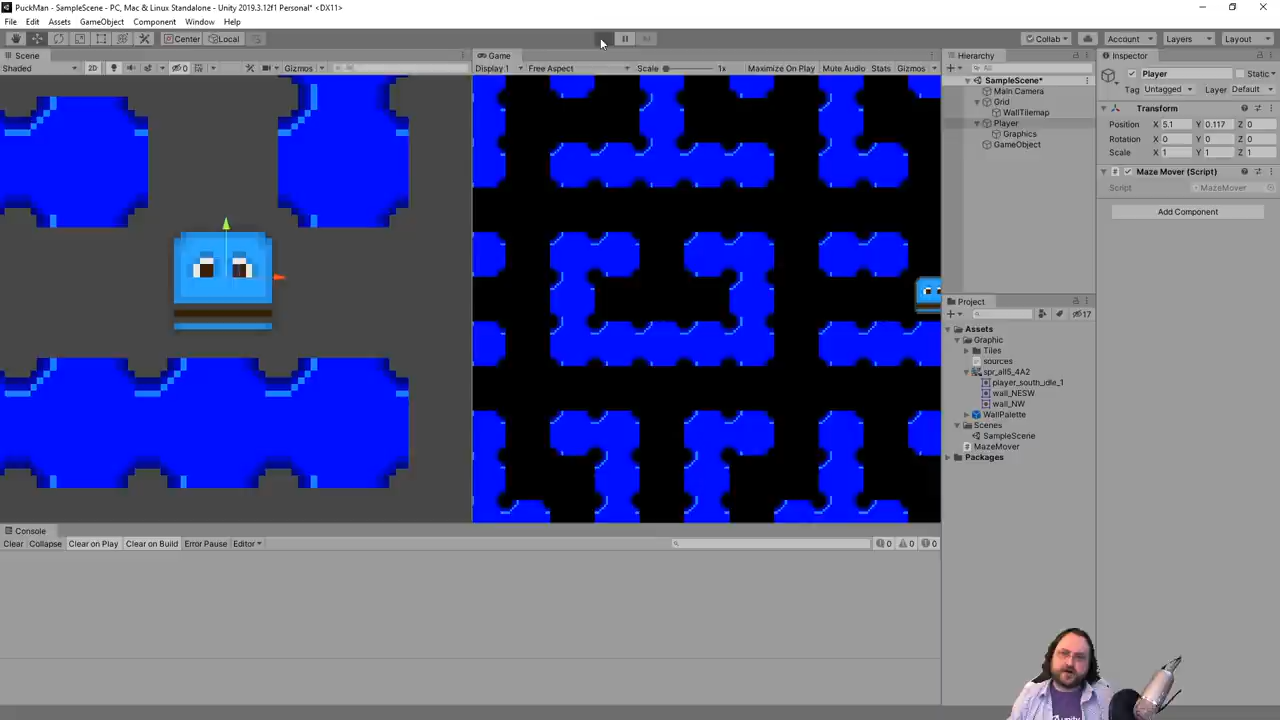 PuckMan - SampleScene - PC, Mac & Linux Standalone - Unity 2019.3.12f1 Personal* <DX11>
File Edit Assets GameObject Component Window Help
Center Local Collab Account Layers Layout
Scene
Shaded 2D 0 Gizmos All
Game
Display 1 Free Aspect Scale 1x Maximize On Play Mute Audio Stats Gizmos
Hierarchy
All
SampleScene*
Main Camera
Grid
WallTilemap
Player
Graphics
GameObject
Project
17
Assets
Graphic
Tiles
sources
spr_all5_4A2
player_south_idle_1
wall_NESW
wall_NW
WallPalette
Scenes
SampleScene
MazeMover
Packages
Inspector
Player Static
Tag Untagged Layer Default
Transform
Position X 5.1 Y 0.117 Z 0
Rotation X 0 Y 0 Z 0
Scale X 1 Y 1 Z 1
# Maze Mover (Script)
Script MazeMover
Add Component
Console
Clear Collapse Clear on Play Clear on Build Error Pause Editor 0 0 0
unity